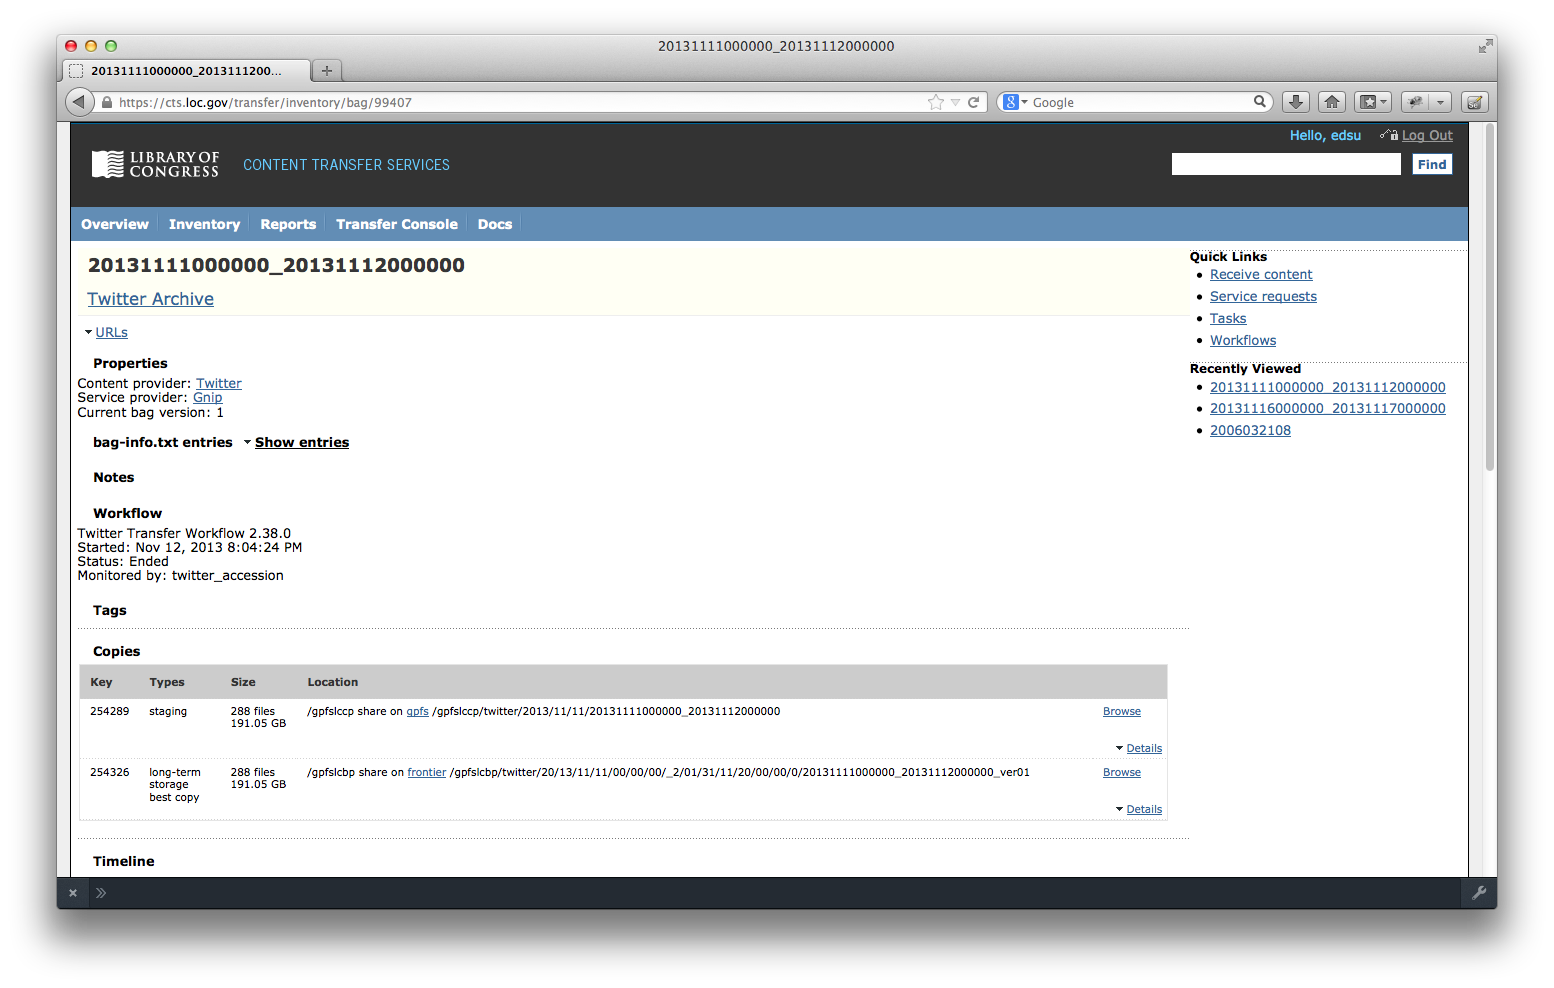 20131111000000_20131112000000
20131111000000_201311120...
https://cts.loc.gov/transfer/inventory/bag/99407
Google
Hello, edsu Log Out
LIBRARY OF
CONGRESS
CONTENT TRANSFER SERVICES
Find
Overview Inventory Reports Transfer Console Docs
20131111000000_20131112000000
Twitter Archive
URLs
Properties
Content provider: Twitter
Service provider: Gnip
Current bag version: 1
bag-info.txt entries Show entries
Notes
Workflow
Twitter Transfer Workflow 2.38.0
Started: Nov 12, 2013 8:04:24 PM
Status: Ended
Monitored by: twitter_accession
Tags
Copies
Key Types Size Location
254289 staging 288 files /gpfslccp share on gpfs /gpfslccp/twitter/2013/11/11/20131111000000_20131112000000 Browse
191.05 GB
Details
254326 long-term 288 files /gpfslcbp share on frontier /gpfslcbp/twitter/20/13/11/11/00/00/00/_2/01/31/11/20/00/00/0/20131111000000_20131112000000_ver01 Browse
storage 191.05 GB
best copy
Details
Timeline
Quick Links
Receive content
Service requests
Tasks
Workflows
Recently Viewed
20131111000000_20131112000000
20131116000000_20131117000000
2006032108